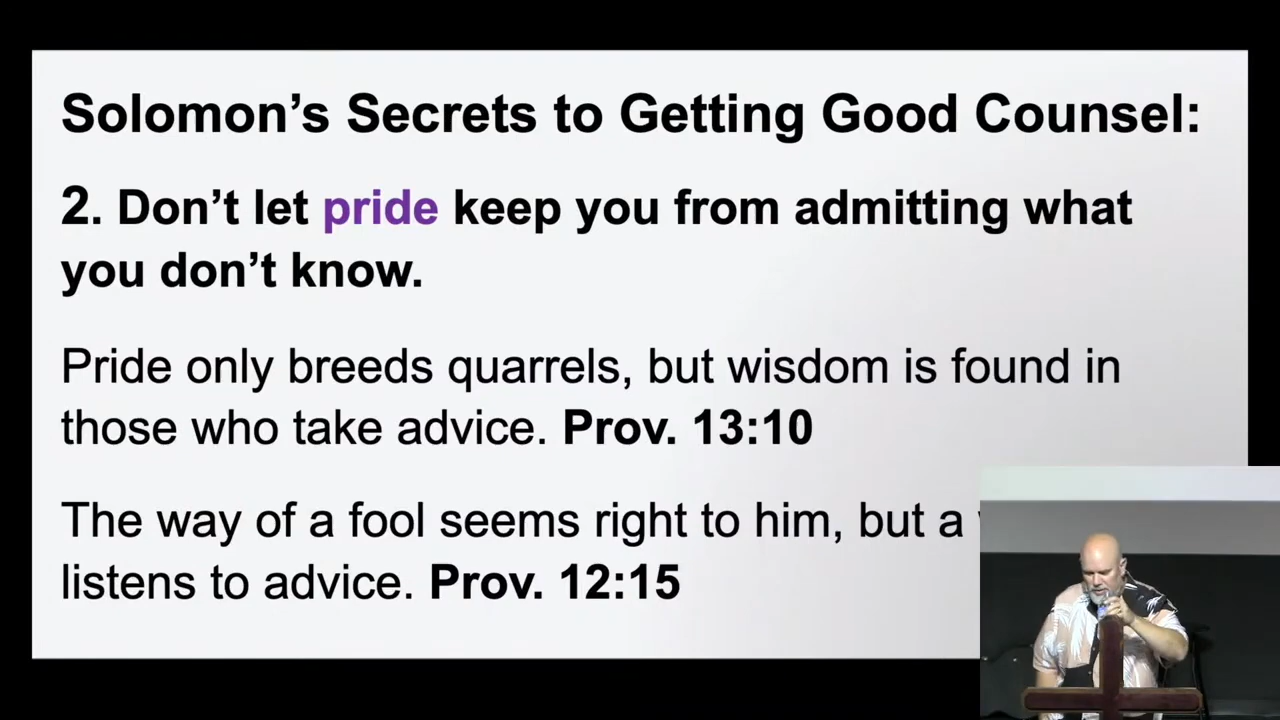 Solomon’s Secrets to Getting Good Counsel:
2. Don’t let pride keep you from admitting what
you don’t know.
Pride only breeds quarrels, but wisdom is found in
those who take advice. Prov. 13:10
The way of a fool seems right to him, but a
listens to advice. Prov. 12:15